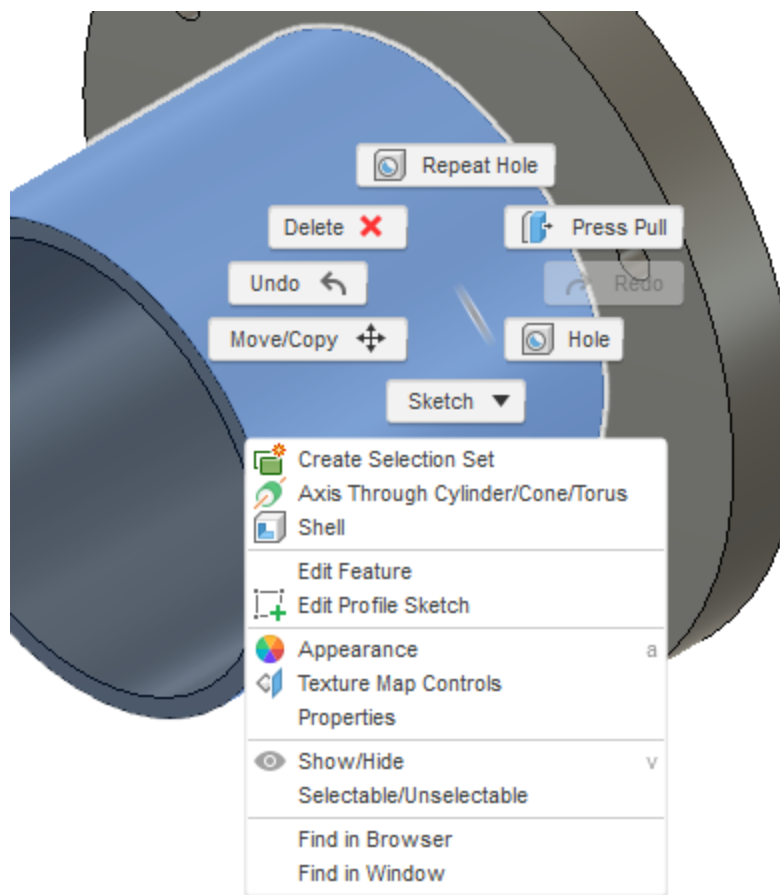 Repeat Hole
Delete
Press Pull
Undo
Redo
Move/Copy
Hole
Sketch
Create Selection Set
Axis Through Cylinder/Cone/Torus
Shell
Edit Feature
Edit Profile Sketch
Appearance a
Texture Map Controls
Properties
Show/Hide v
Selectable/Unselectable
Find in Browser
Find in Window